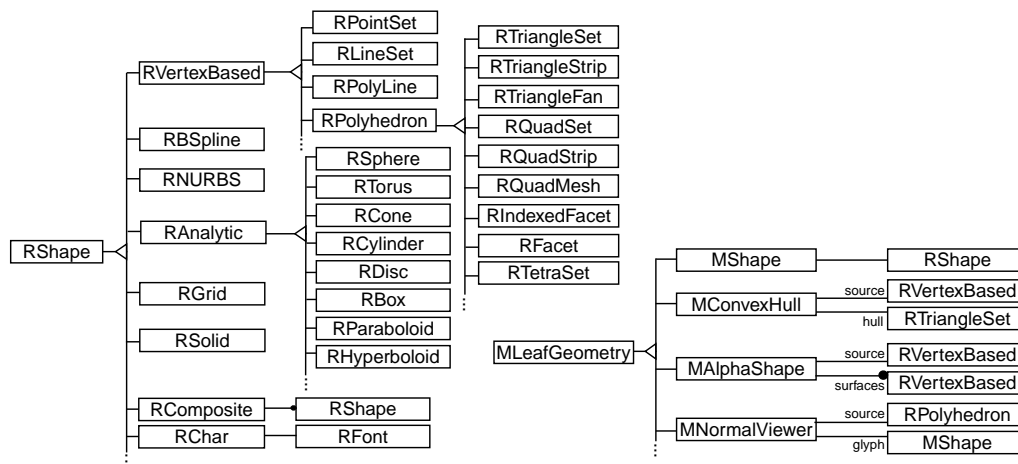 RShape
RVertexBased
RBSpline
RNURBS
RAnalytic
RGrid
RSolid
RComposite
RChar
RPointSet
RLineSet
RPolyLine
RPolyhedron
RSphere
RTorus
RCone
RCylinder
RDisc
RBox
RParaboloid
RHyperboloid
RShape
RFont
RTriangleSet
RTriangleStrip
RTriangleFan
RQuadSet
RQuadStrip
RQuadMesh
RIndexedFacet
RFacet
RTetraSet
MLeafGeometry
MShape
RShape
MConvexHull
source
RVertexBased
hull
RTriangleSet
MAlphaShape
source
RVertexBased
surfaces
RVertexBased
MNormalViewer
source
RPolyhedron
glyph
MShape